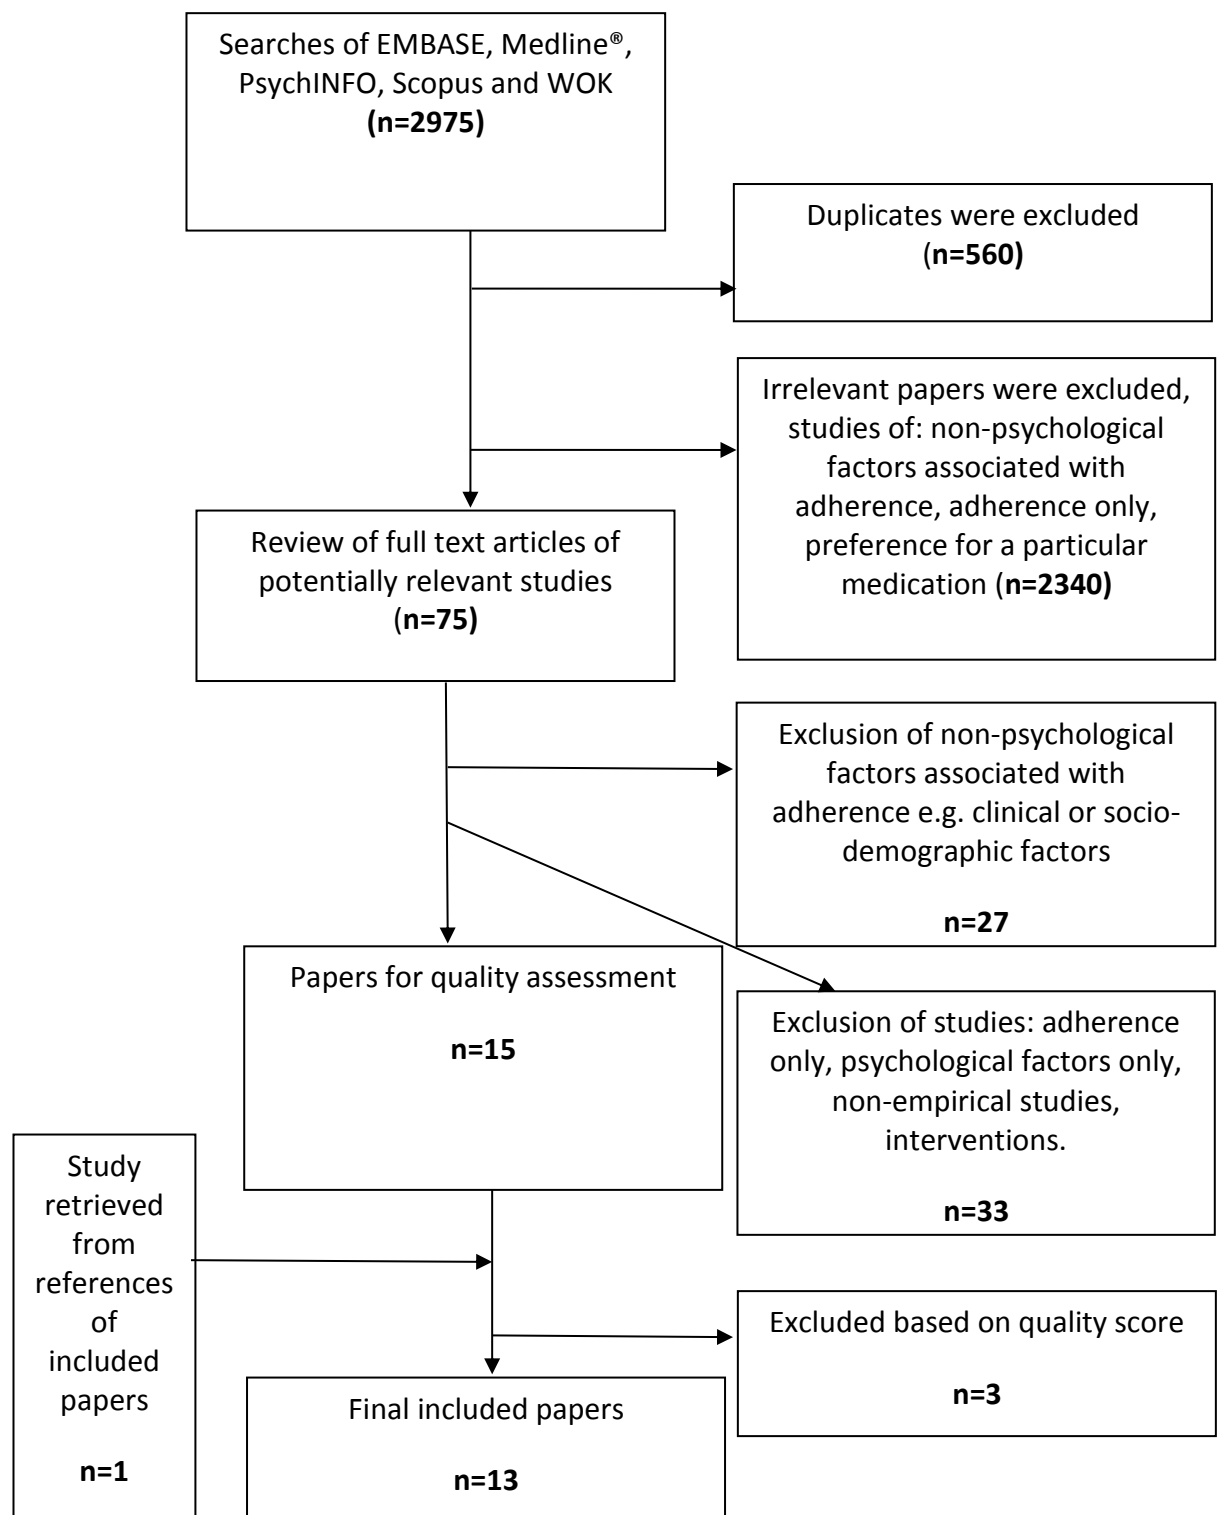 Searches of EMBASE, Medline®,
PsychINFO, Scopus and WOK
(n=2975)
Duplicates were excluded
(n=560)
Irrelevant papers were excluded,
studies of: non-psychological
factors associated with
adherence, adherence only,
preference for a particular
medication (n=2340)
Review of full text articles of
potentially relevant studies
(n=75)
Exclusion of non-psychological
factors associated with
adherence e.g. clinical or socio-
demographic factors
n=27
Papers for quality assessment
n=15
Exclusion of studies: adherence
only, psychological factors only,
non-empirical studies,
interventions.
n=33
Study
retrieved
from
references
of
included
papers
n=1
Excluded based on quality score
n=3
Final included papers
n=13